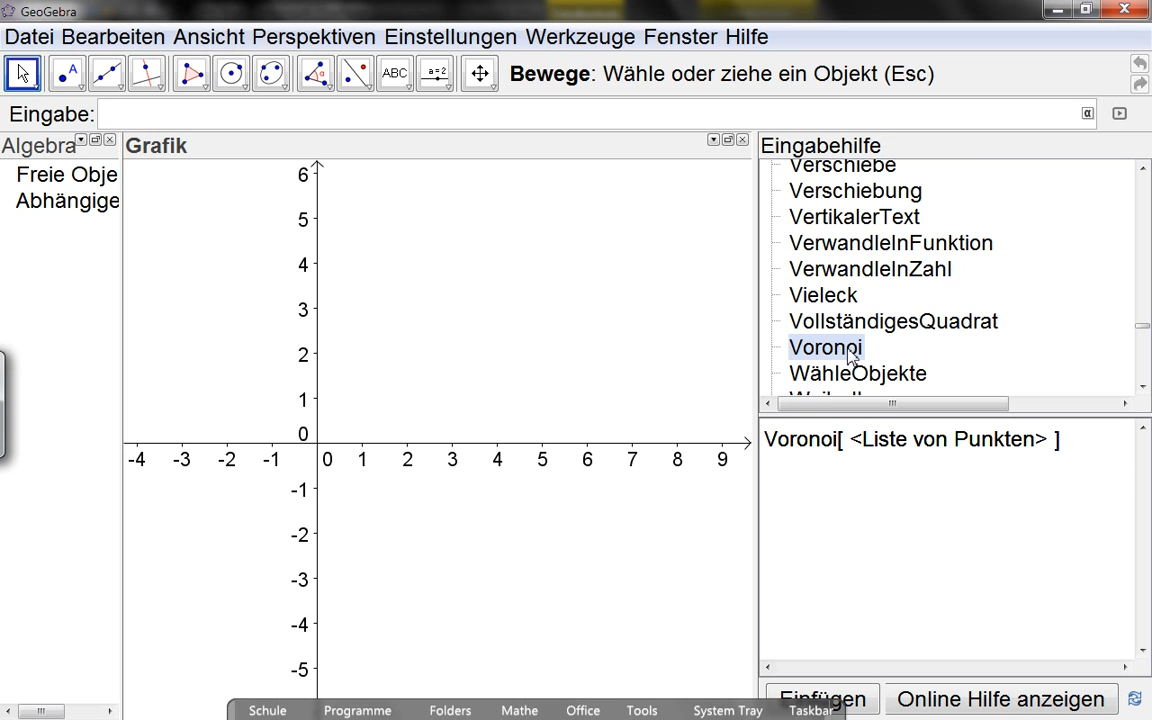 GeoGebra
Datei Bearbeiten Ansicht Perspektiven Einstellungen Werkzeuge Fenster Hilfe
A ABC a=2 Bewege: Wähle oder ziehe ein Objekt (Esc)
Eingabe: α
Algebra Grafik Eingabehilfe
Freie Obje
Abhängige
Verschiebe
Verschiebung
VertikalerText
VerwandleInFunktion
VerwandleInZahl
Vieleck
VollständigesQuadrat
Voronoi
WähleObjekte
Voronoi[ <Liste von Punkten> ]
6
5
4
3
2
1
0
-4 -3 -2 -1 0 1 2 3 4 5 6 7 8 9
-1
-2
-3
-4
-5
Einfügen Online Hilfe anzeigen
Schule Programme Folders Mathe Office Tools System Tray Taskbar